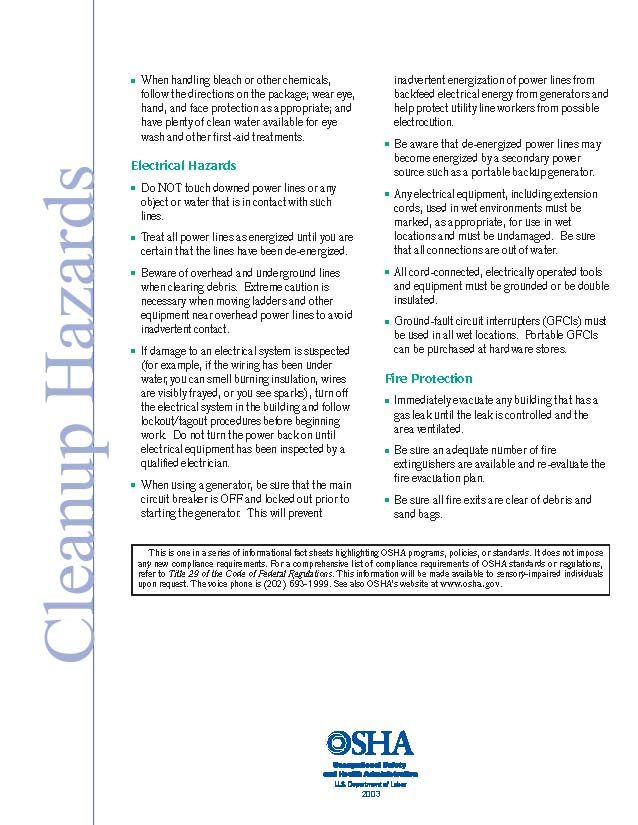 Cleanup Hazards
▪ When handling bleach or other chemicals,
follow the directions on the package; wear eye,
hand, and face protection as appropriate; and
have plenty of clean water available for eye
wash and other first-aid treatments.
Electrical Hazards
▪ Do NOT touch downed power lines or any
object or water that is in contact with such
lines.
▪ Treat all power lines as energized until you are
certain that the lines have been de-energized.
▪ Beware of overhead and underground lines
when clearing debris. Extreme caution is
necessary when moving ladders and other
equipment near overhead power lines to avoid
inadvertent contact.
▪ If damage to an electrical system is suspected
(for example, if the wiring has been under
water, you can smell burning insulation, wires
are visibly frayed, or you see sparks), turn off
the electrical system in the building and follow
lockout/tagout procedures before beginning
work. Do not turn the power back on until
electrical equipment has been inspected by a
qualified electrician.
▪ When using a generator, be sure that the main
circuit breaker is OFF and locked out prior to
starting the generator. This will prevent
inadvertent energization of power lines from
backfeed electrical energy from generators and
help protect utility line workers from possible
electrocution.
▪ Be aware that de-energized power lines may
become energized by a secondary power
source such as a portable backup generator.
▪ Any electrical equipment, including extension
cords, used in wet environments must be
marked, as appropriate, for use in wet
locations and must be undamaged. Be sure
that all connections are out of water.
▪ All cord-connected, electrically operated tools
and equipment must be grounded or be double
insulated.
▪ Ground-fault circuit interrupters (GFCIs) must
be used in all wet locations. Portable GFCIs
can be purchased at hardware stores.
Fire Protection
▪ Immediately evacuate any building that has a
gas leak until the leak is controlled and the
area ventilated.
▪ Be sure an adequate number of fire
extinguishers are available and re-evaluate the
fire evacuation plan.
▪ Be sure all fire exits are clear of debris and
sand bags.
This is one in a series of informational fact sheets highlighting OSHA programs, policies, or standards. It does not impose
any new compliance requirements. For a comprehensive list of compliance requirements of OSHA standards or regulations,
refer to Title 29 of the Code of Federal Regulations. This information will be made available to sensory-impaired individuals
upon request. The voice phone is (202) 693-1999. See also OSHA's website at www.osha.gov.
OSHA
Occupational Safety
and Health Administration
U.S. Department of Labor
2003